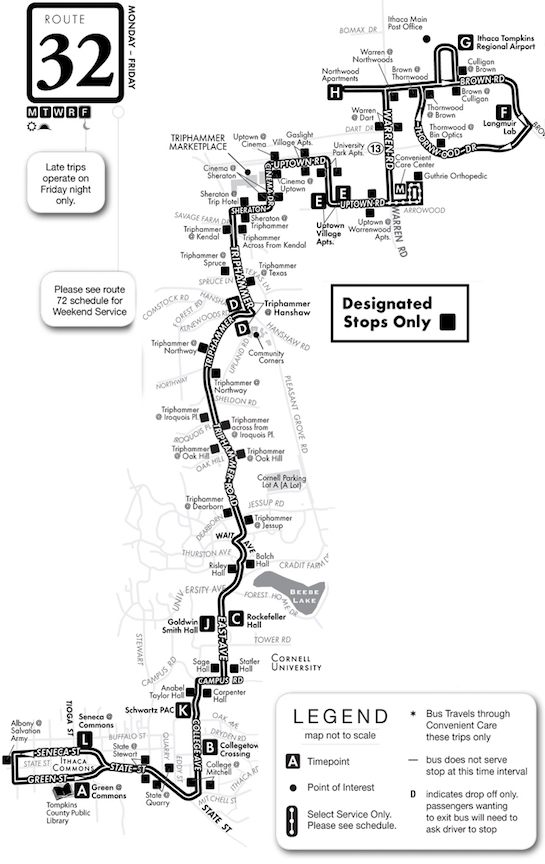 ROUTE
32
MONDAY – FRIDAY
M T W R F
Late trips
operate on
Friday night
only.
Please see route
72 schedule for
Weekend Service
Ithaca Main
Post Office
BOMAX DR
G
Ithaca Tompkins
Regional Airport
Warren @
Northwoods
Culligan
@ Brown
Northwood
Apartments
Brown @
Thornwood
BROWN RD
H
Brown @
Culligan
Warren
@ Dart
Thornwood
@ Brown
F
Langmuir
Lab
DART DR
WARREN RD
Thornwood @
Bin Optics
THORNWOOD DR
BROWN
TRIPHAMMER
MARKETPLACE
Uptown @
Cinema
Gaslight
Village Apts.
University
Park Apts.
13
Convenient
Care Center
UPTOWN RD
CINEMA DR
Cinema @
Sheraton
Cinema @
Uptown
M
Guthrie Orthopedic
Sheraton @
Trip Hotel
E
F
UPTOWN RD
ARROWOOD
SHERATON
Uptown
Village
Apts.
Uptown @
Warrenwood Apts.
WARREN RD
SAVAGE FARM DR
Sheraton @
Triphammer
Triphammer
@ Kendal
Triphammer
Across From Kendal
TRIPHAMMER
Triphammer @
Spruce
Triphammer
@ Texas
SPRUCE LN
TEXAS LN
COMSTOCK RD
HANSHAW
FOREST RD
KLINEWOODS RD
D
Triphammer
@ Hanshaw
D
HANSHAW RD
Designated
Stops Only
TRIPHAMMER
UPLAND RD
Community
Corners
Triphammer @
Northway
Triphammer
@ Northway
NORTHWAY
SHELDON RD
PLEASANT GROVE RD
Triphammer
@ Iroquois Pl.
Triphammer
across from
@ Iroquois Pl.
IROQUOIS PL
Triphammer
@ Oak Hill
Triphammer
@ Oak Hill
OAK HILL
TRIPHAMMER ROAD
Cornell Parking
Lot A (A Lot)
Triphammer
@ Dearborn
JESSUP RD
Triphammer
@ Jessup
DEARBORN
WAIT AVE
THURSTON AVE
Balch
Hall
CRADIT FARM DR
Risley
Hall
UNIVERSITY AVE
FOREST HOME DR
BEEBE
LAKE
Goldwin
Smith Hall
J
C
Rockefeller
Hall
EAST AVE
TOWER RD
STEWART
CAMPUS RD
Sage
Hall
Statler
Hall
CORNELL
UNIVERSITY
CAMPUS RD
Anabel
Taylor Hall
Carpenter
Hall
Schwartz PAC
K
OAK AVE
DRYDEN RD
COLLEGE AVE
B
Collegetown
Crossing
TIOGA ST
Seneca @
Commons
L
BUFFALO ST
QUARRY
EDDY ST
Albany @
Salvation
Army
SENECA ST
State @
Stewart
ITHACA
COMMONS
STATE ST
College @
Mitchell
ITHACA RD
GREEN ST
A
Green @
Commons
State @
Quarry
MITCHELL ST
STATE ST
Tompkins
County Public
Library
LEGEND
map not to scale
A Timepoint
Point of Interest
Select Service Only.
Please see schedule.
* Bus Travels through
Convenient Care
these trips only
— bus does not serve
stop at this time interval
D indicates drop off only.
passengers wanting
to exit bus will need to
ask driver to stop